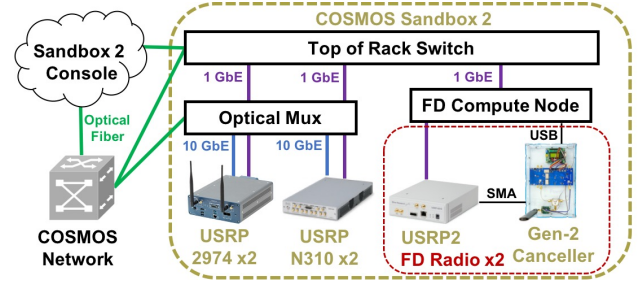 COSMOS Sandbox 2
Sandbox 2
Console
Top of Rack Switch
1 GbE
1 GbE
1 GbE
Optical
Fiber
Optical Mux
FD Compute Node
10 GbE
10 GbE
USB
SMA
COSMOS
Network
USRP
2974 x2
USRP
N310 x2
USRP2
FD Radio x2
Gen-2
Canceller